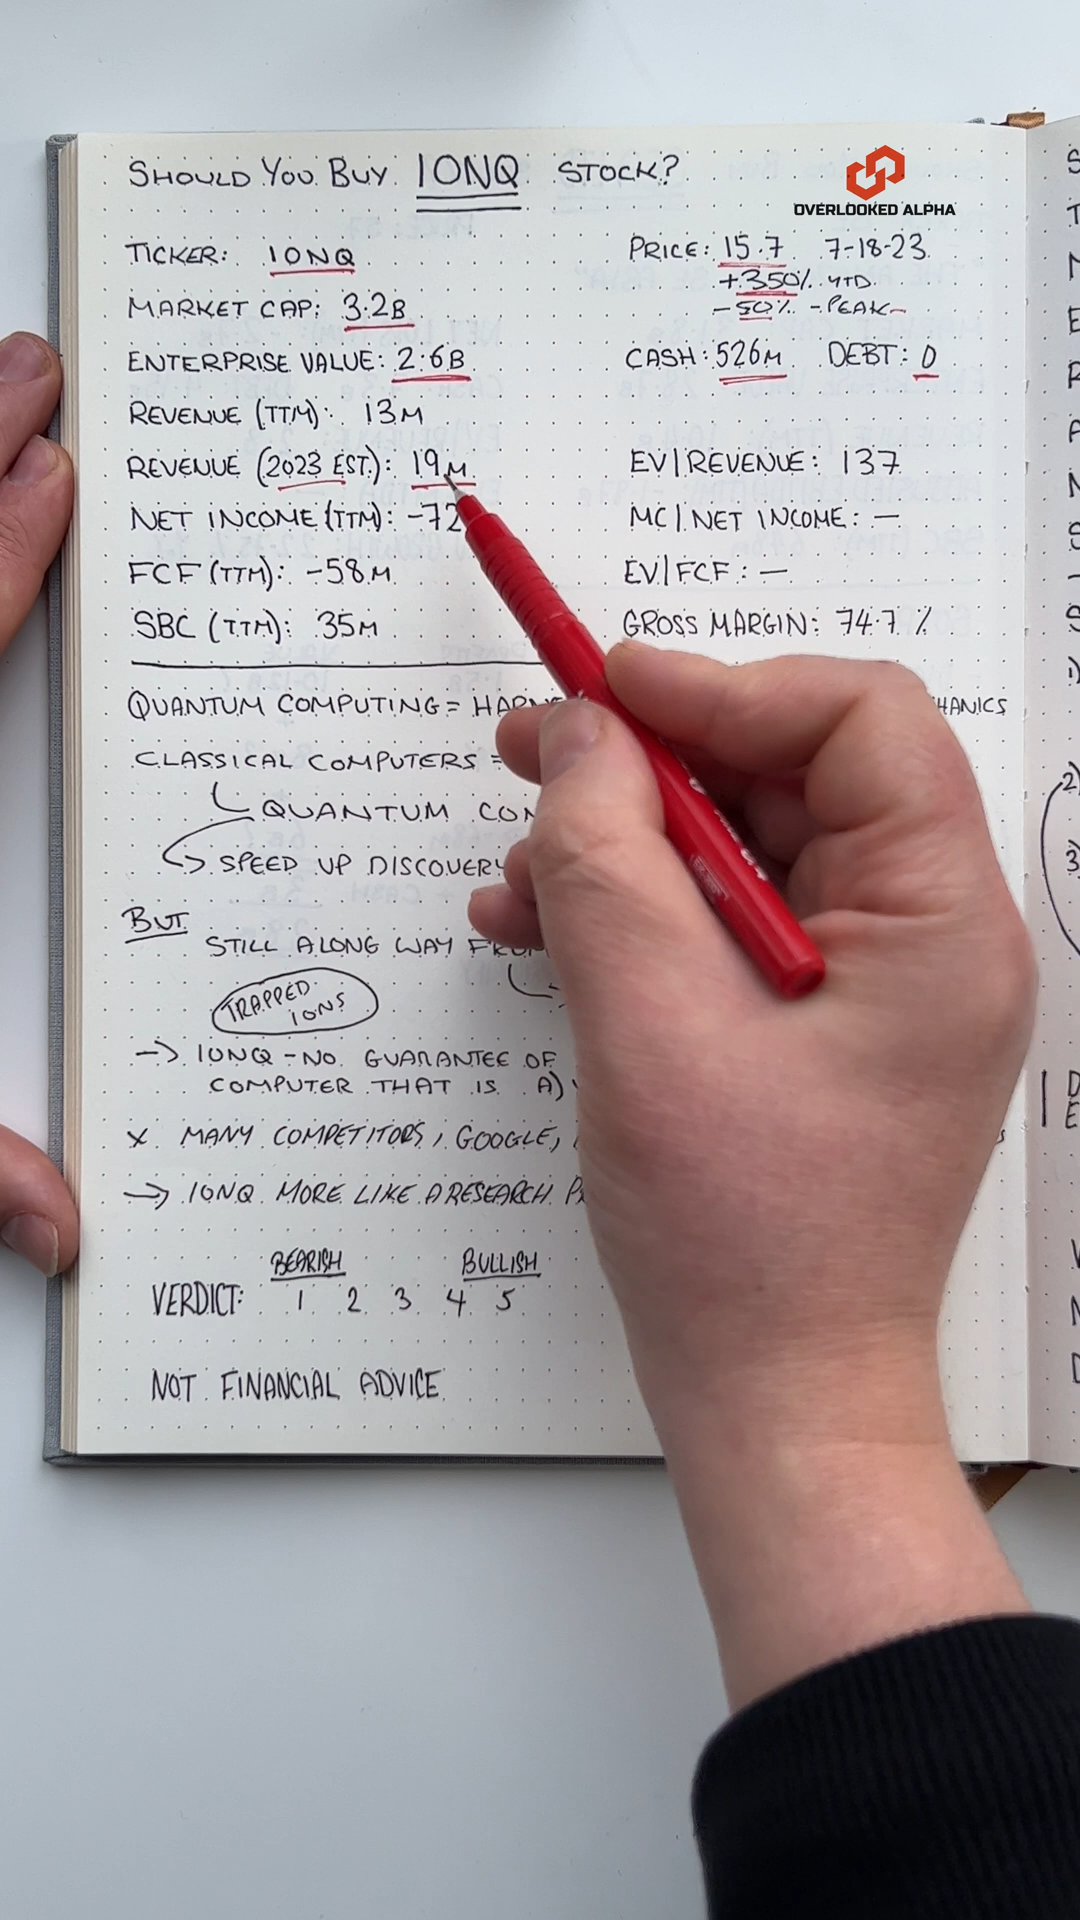 SHOULD YOU BUY IONQ STOCK?
OVERLOOKED ALPHA
TICKER: IONQ
PRICE: 15.7 7-18-23
+350% YTD
-50% -PEAK-
MARKET CAP: 3.2B
ENTERPRISE VALUE: 2.6B
CASH: 526M DEBT: 0
REVENUE (TTM): 13M
REVENUE (2023 EST.): 19M
EV/REVENUE: 137
NET INCOME (TTM): -72
MC/NET INCOME: —
FCF (TTM): -58M
EV/FCF: —
SBC (TTM): 35M
GROSS MARGIN: 74.7%
QUANTUM COMPUTING =
CLASSICAL COMPUTERS =
QUANTUM
SPEED UP DISCOVERY
BUT
STILL A LONG WAY FROM
TRAPPED IONS
→ IONQ - NO GUARANTEE OF
COMPUTER THAT IS A)
X MANY COMPETITORS, GOOGLE,
→ IONQ MORE LIKE A RESEARCH
BEARISH BULLISH
VERDICT: 1 2 3 4 5
NOT FINANCIAL ADVICE
2)
3)